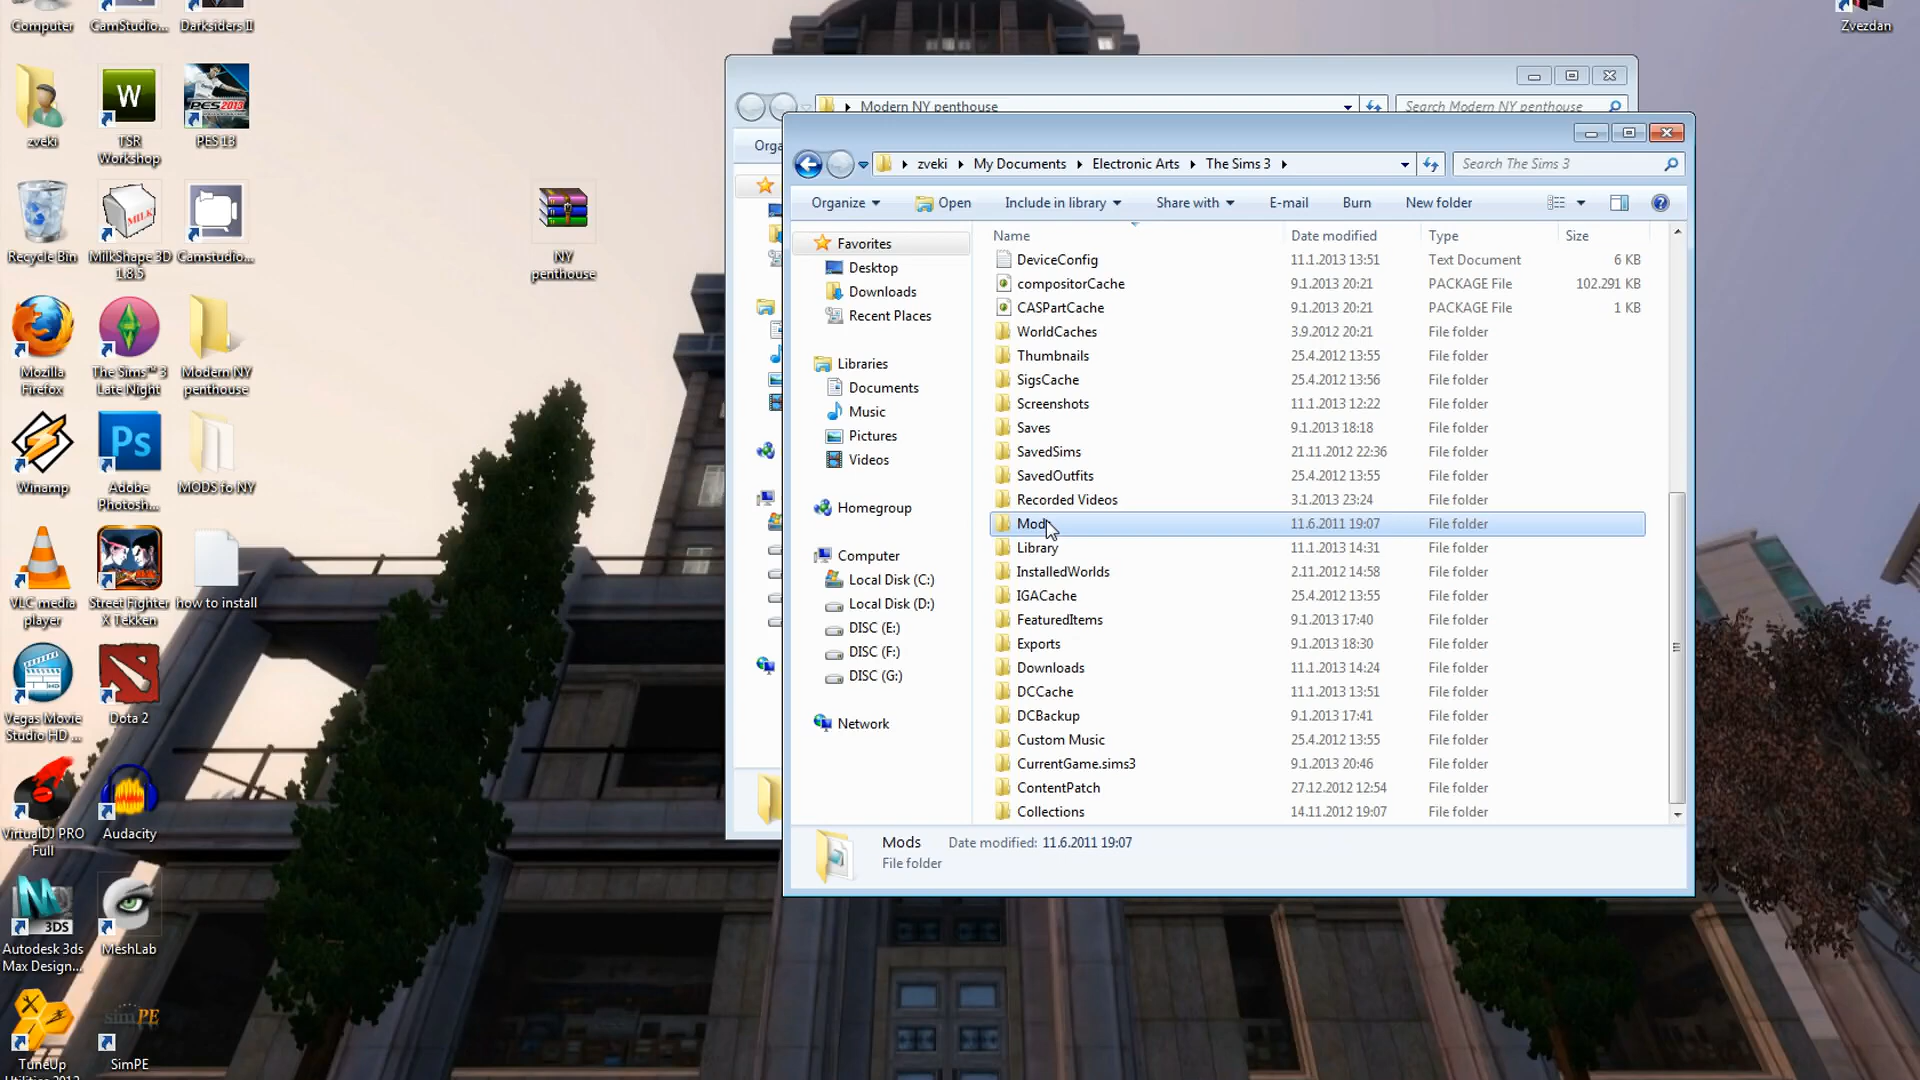 Computer
CamStudio...
Darksiders II
Zvezdan
zveki
TSR
Workshop
PES 13
Recycle Bin
MilkShape 3D
1.8.5
Camstudio...
NY
penthouse
Mozilla
Firefox
The Sims™ 3
Late Night
Modern NY
penthouse
Winamp
Adobe
Photosh...
MODS fo NY
VLC media
player
Street Fighter
X Tekken
how to install
Vegas Movie
Studio HD ...
Dota 2
VirtualDJ PRO
Full
Audacity
Autodesk 3ds
Max Design...
MeshLab
TuneUp
Utilities 2013
SimPE
W
PES 2013
MILK
Ps
3DS
simPE
Modern NY penthouse
Search Modern NY penthouse
Orga
zveki
My Documents
Electronic Arts
The Sims 3
Search The Sims 3
Organize
Open
Include in library
Share with
E-mail
Burn
New folder
Favorites
Desktop
Downloads
Recent Places
Libraries
Documents
Music
Pictures
Videos
Homegroup
Computer
Local Disk (C:)
Local Disk (D:)
DISC (E:)
DISC (F:)
DISC (G:)
Network
Name Date modified Type Size
DeviceConfig 11.1.2013 13:51 Text Document 6 KB
compositorCache 9.1.2013 20:21 PACKAGE File 102.291 KB
CASPartCache 9.1.2013 20:21 PACKAGE File 1 KB
WorldCaches 3.9.2012 20:21 File folder
Thumbnails 25.4.2012 13:55 File folder
SigsCache 25.4.2012 13:56 File folder
Screenshots 11.1.2013 12:22 File folder
Saves 9.1.2013 18:18 File folder
SavedSims 21.11.2012 22:36 File folder
SavedOutfits 25.4.2012 13:55 File folder
Recorded Videos 3.1.2013 23:24 File folder
Mods 11.6.2011 19:07 File folder
Library 11.1.2013 14:31 File folder
InstalledWorlds 2.11.2012 14:58 File folder
IGACache 25.4.2012 13:55 File folder
FeaturedItems 9.1.2013 17:40 File folder
Exports 9.1.2013 18:30 File folder
Downloads 11.1.2013 14:24 File folder
DCCache 11.1.2013 13:51 File folder
DCBackup 9.1.2013 17:41 File folder
Custom Music 25.4.2012 13:55 File folder
CurrentGame.sims3 9.1.2013 20:46 File folder
ContentPatch 27.12.2012 12:54 File folder
Collections 14.11.2012 19:07 File folder
Mods Date modified: 11.6.2011 19:07
File folder